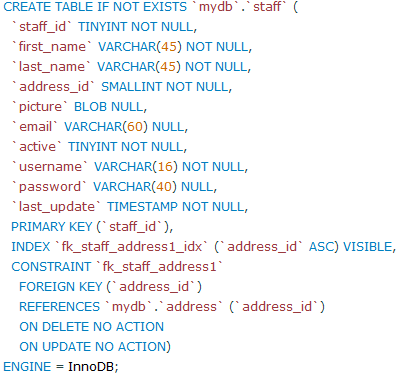 CREATE TABLE IF NOT EXISTS `mydb`.`staff` (
`staff_id` TINYINT NOT NULL,
`first_name` VARCHAR(45) NOT NULL,
`last_name` VARCHAR(45) NOT NULL,
`address_id` SMALLINT NOT NULL,
`picture` BLOB NULL,
`email` VARCHAR(60) NULL,
`active` TINYINT NOT NULL,
`username` VARCHAR(16) NOT NULL,
`password` VARCHAR(40) NULL,
`last_update` TIMESTAMP NOT NULL,
PRIMARY KEY (`staff_id`),
INDEX `fk_staff_address1_idx` (`address_id` ASC) VISIBLE,
CONSTRAINT `fk_staff_address1`
FOREIGN KEY (`address_id`)
REFERENCES `mydb`.`address` (`address_id`)
ON DELETE NO ACTION
ON UPDATE NO ACTION)
ENGINE = InnoDB;